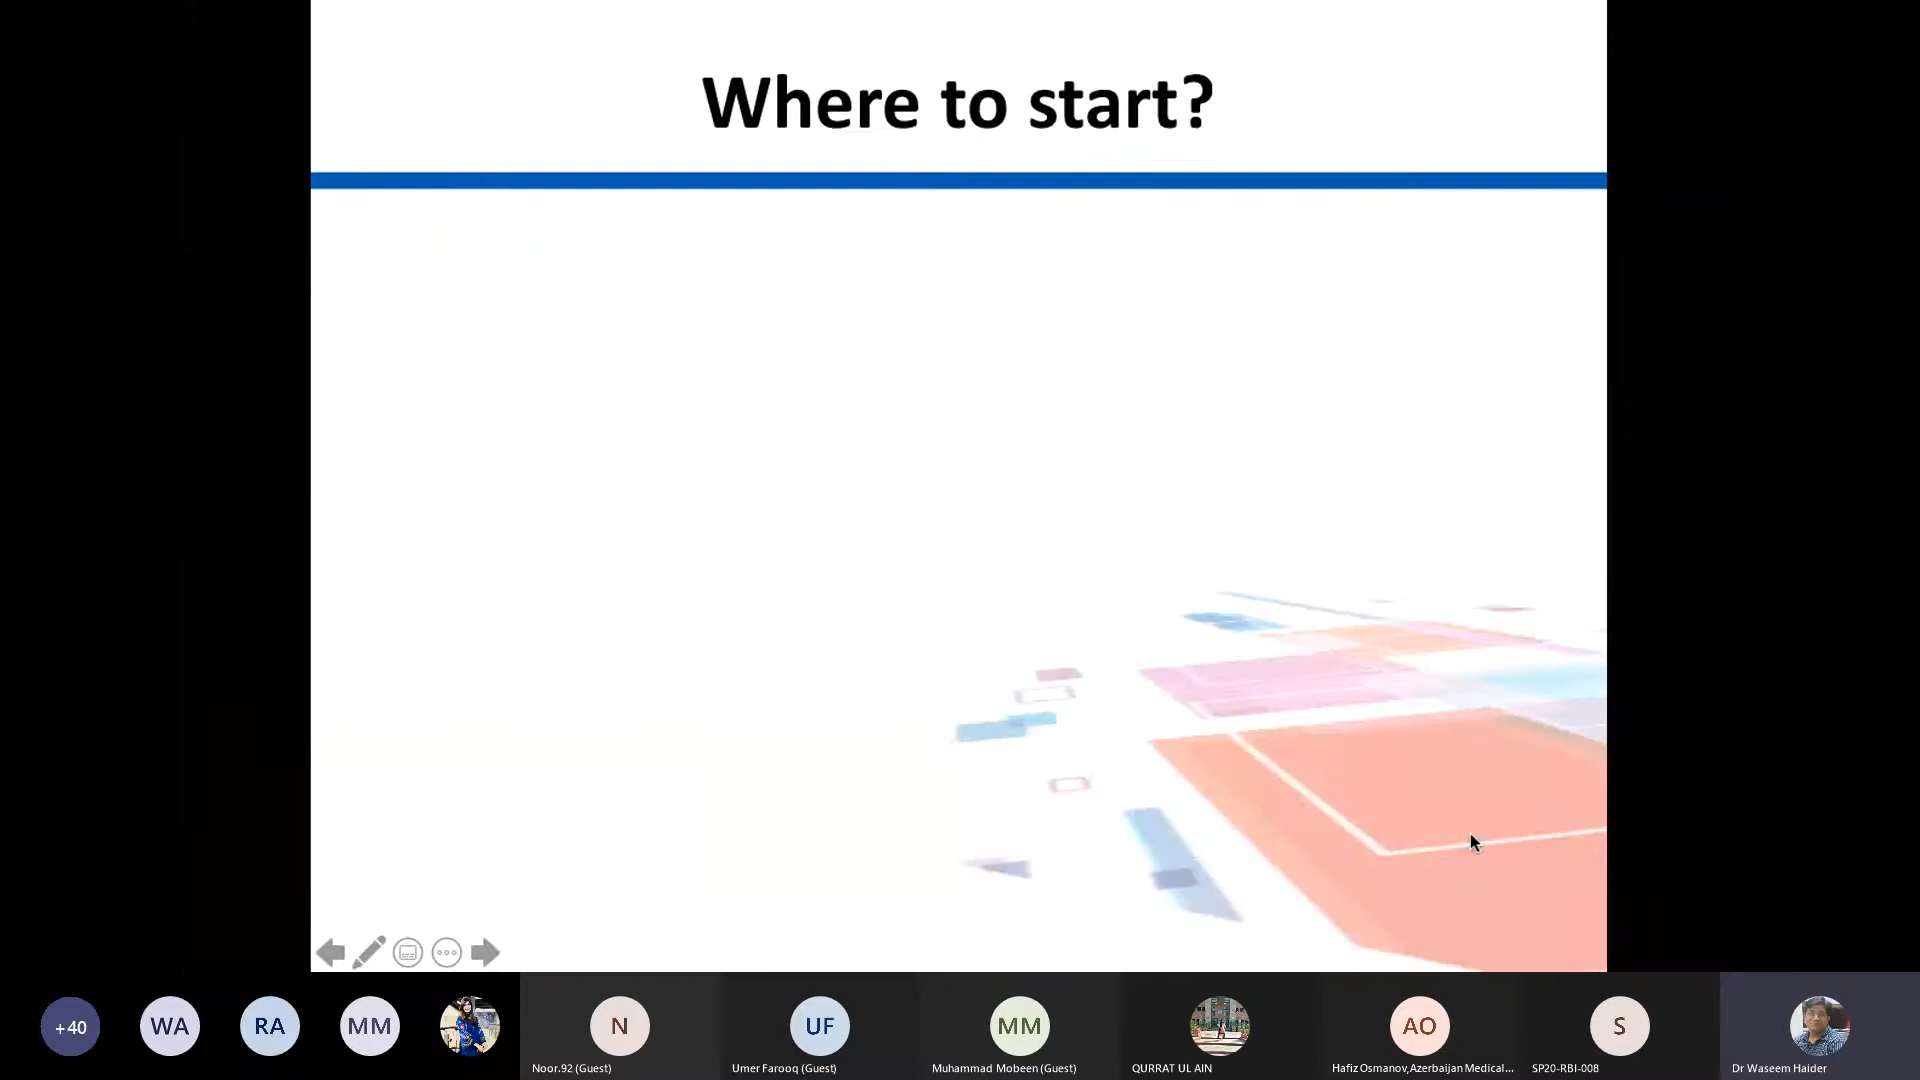 Where to start?
+40
WA
RA
MM
N
UF
MM
AO
S
Noor.92 (Guest)
Umer Farooq (Guest)
Muhammad Mobeen (Guest)
QURRAT UL AIN
Hafiz Osmanov,Azerbaijan Medical...
SP20-RBI-008
Dr Waseem Haider